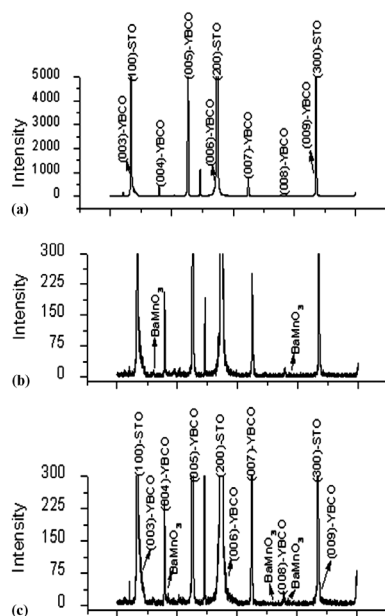 (100)-STO
(005)-YBCO
(200)-STO
(300)-STO
(003)-YBCO
(004)-YBCO
(006)-YBCO
(007)-YBCO
(008)-YBCO
(009)-YBCO
5000
4000
3000
2000
1000
0
Intensity
(a)
300
225
150
75
0
Intensity
BaMnO3
BaMnO3
(b)
(100)-STO
(003)-YBCO
(004)-YBCO
BaMnO3
(005)-YBCO
(200)-STO
(006)-YBCO
(007)-YBCO
BaMnO3
(008)-YBCO
BaMnO3
(300)-STO
(009)-YBCO
300
225
150
75
0
Intensity
(c)